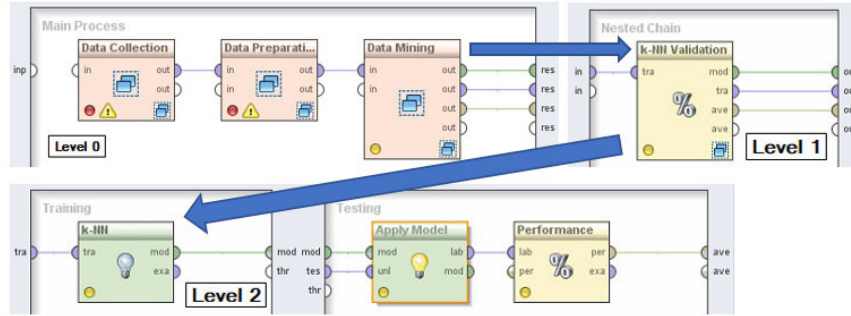 Main Process
Data Collection
in
out
out
Data Preparati...
in
in
out
out
Data Mining
in
in
out
out
out
out
inp
res
res
res
res
Level 0
Nested Chain
k-NN Validation
in
in
tra
mod
tra
ave
ave
Level 1
Training
k-NN
tra
tra
mod
exa
mod
thr
Level 2
Testing
Apply Model
mod
tes
thr
mod
unl
lab
mod
Performance
lab
per
per
exa
ave
ave